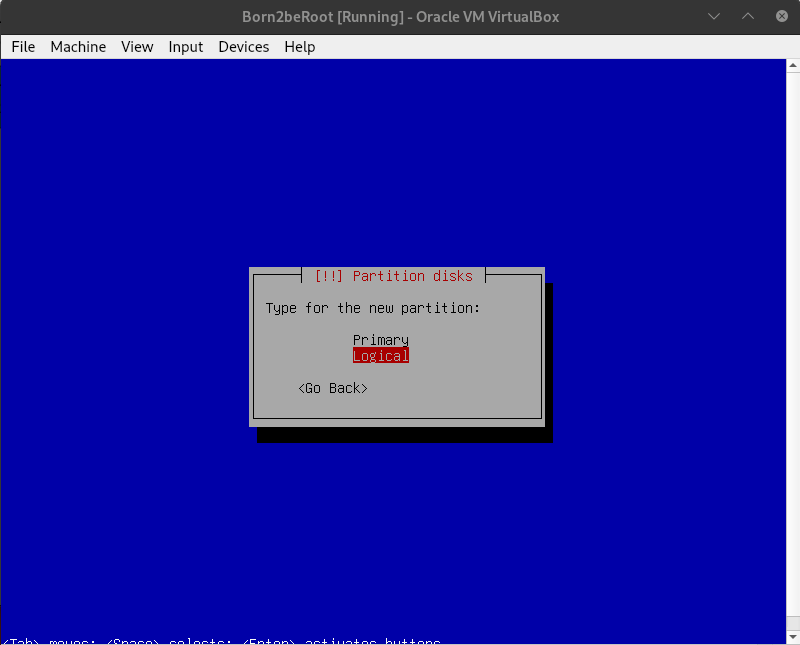 Born2beRoot [Running] - Oracle VM VirtualBox
File Machine View Input Devices Help
[!!] Partition disks
Type for the new partition:
Primary
Logical
<Go Back>
<Tab> moves; <Space> selects; <Enter> activates buttons